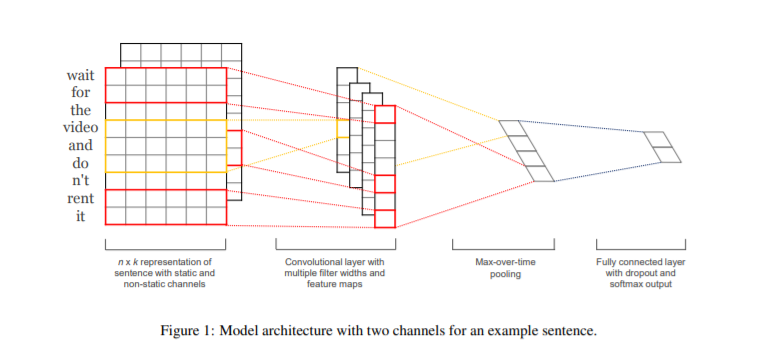 wait
for
the
video
and
do
n't
rent
it
n x k representation of
sentence with static and
non-static channels
Convolutional layer with
multiple filter widths and
feature maps
Max-over-time
pooling
Fully connected layer
with dropout and
softmax output
Figure 1: Model architecture with two channels for an example sentence.